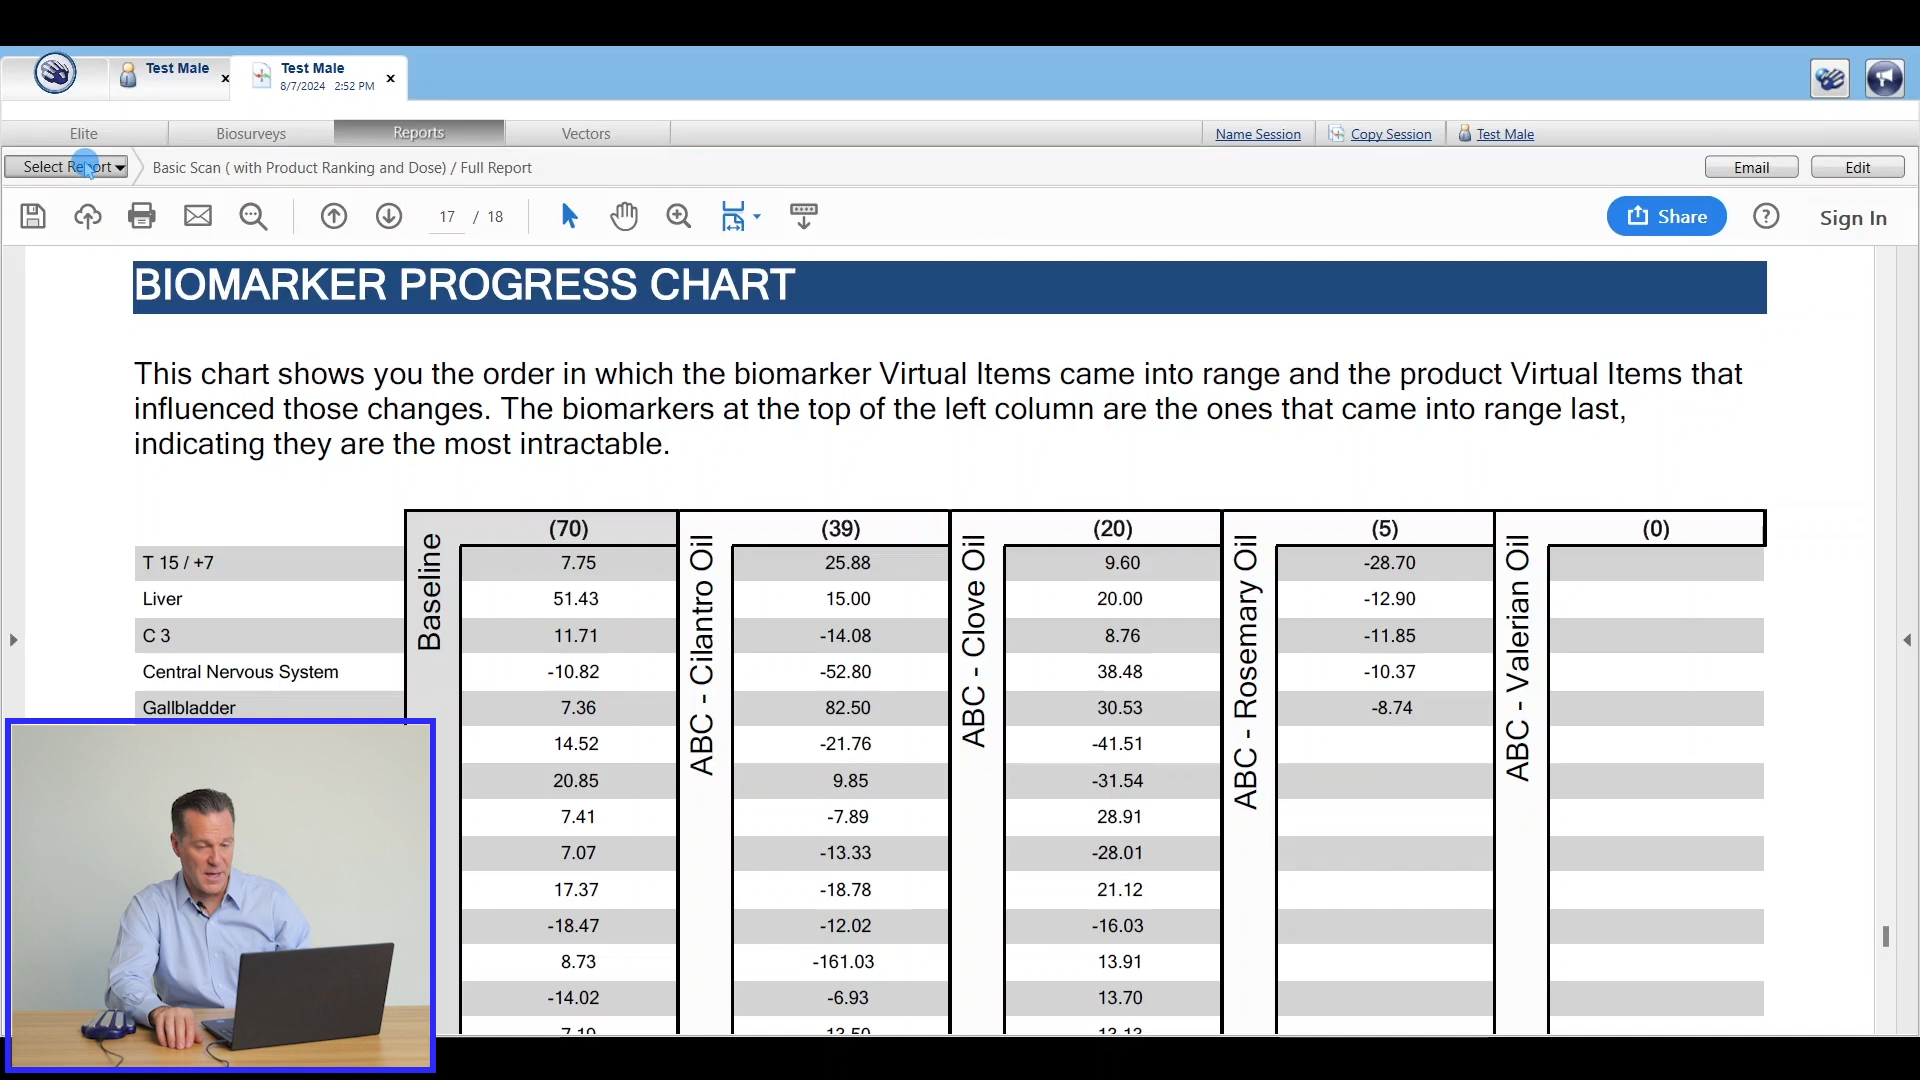 Test Male
Test Male
8/7/2024 2:52 PM
Elite
Biosurveys
Reports
Vectors
Name Session
Copy Session
Test Male
Select Report
Basic Scan ( with Product Ranking and Dose) / Full Report
Email
Edit
17 / 18
Share
Sign In
BIOMARKER PROGRESS CHART
This chart shows you the order in which the biomarker Virtual Items came into range and the product Virtual Items that
influenced those changes. The biomarkers at the top of the left column are the ones that came into range last,
indicating they are the most intractable.
Baseline (70) ABC - Cilantro Oil (39) ABC - Clove Oil (20) ABC - Rosemary Oil (5) ABC - Valerian Oil (0)
T 15 / +7 7.75 25.88 9.60 -28.70
Liver 51.43 15.00 20.00 -12.90
C 3 11.71 -14.08 8.76 -11.85
Central Nervous System -10.82 -52.80 38.48 -10.37
Gallbladder 7.36 82.50 30.53 -8.74
14.52 -21.76 -41.51
20.85 9.85 -31.54
7.41 -7.89 28.91
7.07 -13.33 -28.01
17.37 -18.78 21.12
-18.47 -12.02 -16.03
8.73 -161.03 13.91
-14.02 -6.93 13.70